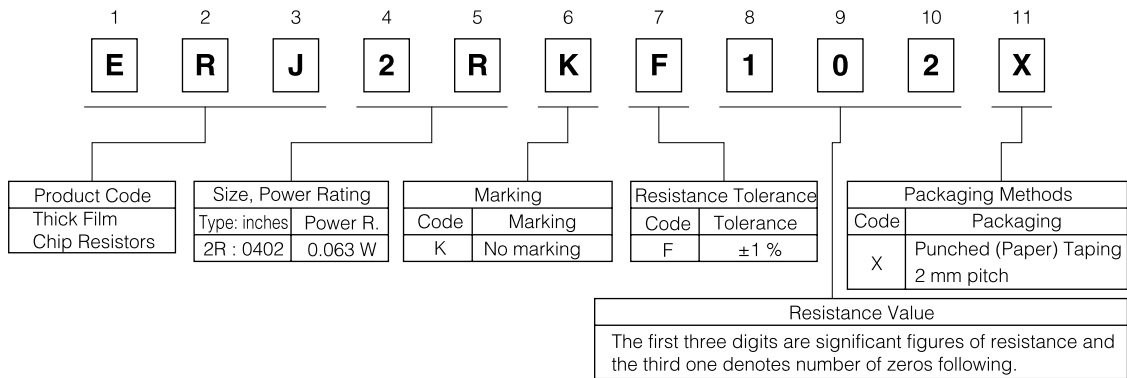 1 2 3 4 5 6 7 8 9 10 11
E R J 2 R K F 1 0 2 X
Product Code
Thick Film
Chip Resistors
Size, Power Rating
Type: inches Power R.
2R : 0402 0.063 W
Marking
Code Marking
K No marking
Resistance Tolerance
Code Tolerance
F ±1 %
Packaging Methods
Code Packaging
X Punched (Paper) Taping
2 mm pitch
Resistance Value
The first three digits are significant figures of resistance and
the third one denotes number of zeros following.